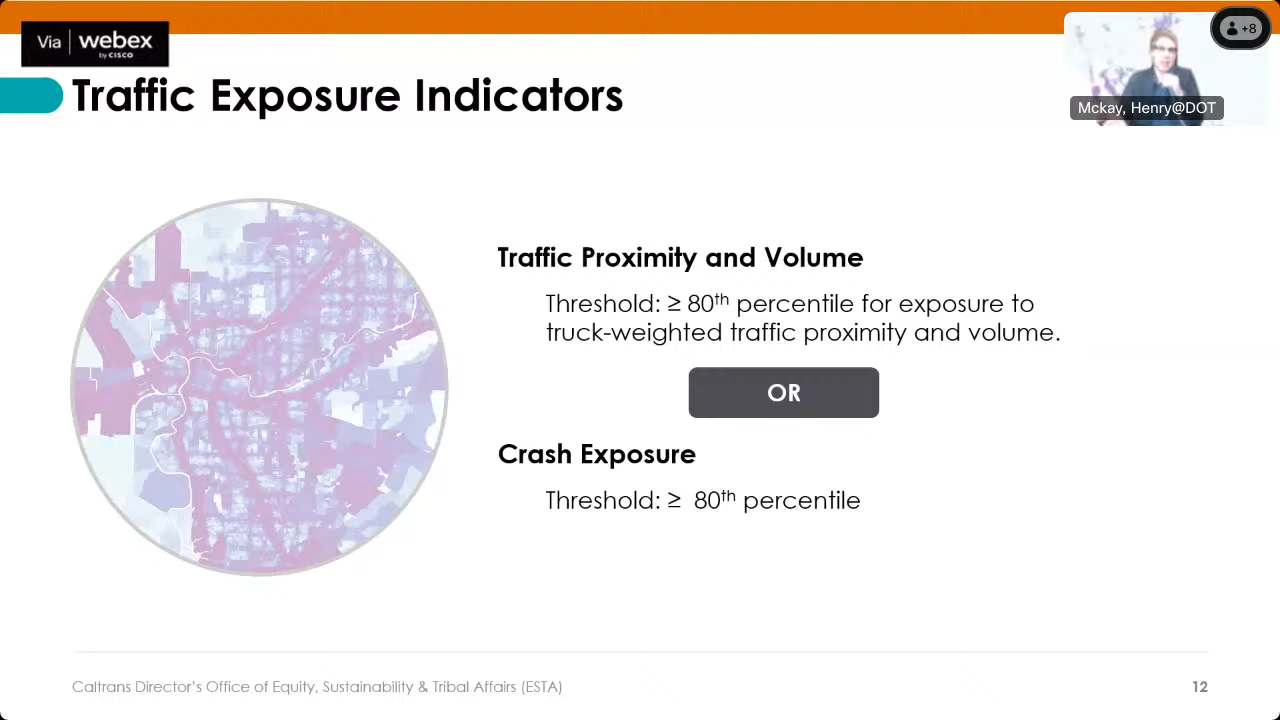 Via | webex
by CISCO
+8
Traffic Exposure Indicators
Mckay, Henry@DOT
Traffic Proximity and Volume
Threshold: ≥ 80th percentile for exposure to
truck-weighted traffic proximity and volume.
OR
Crash Exposure
Threshold: ≥ 80th percentile
Caltrans Director's Office of Equity, Sustainability & Tribal Affairs (ESTA)
12